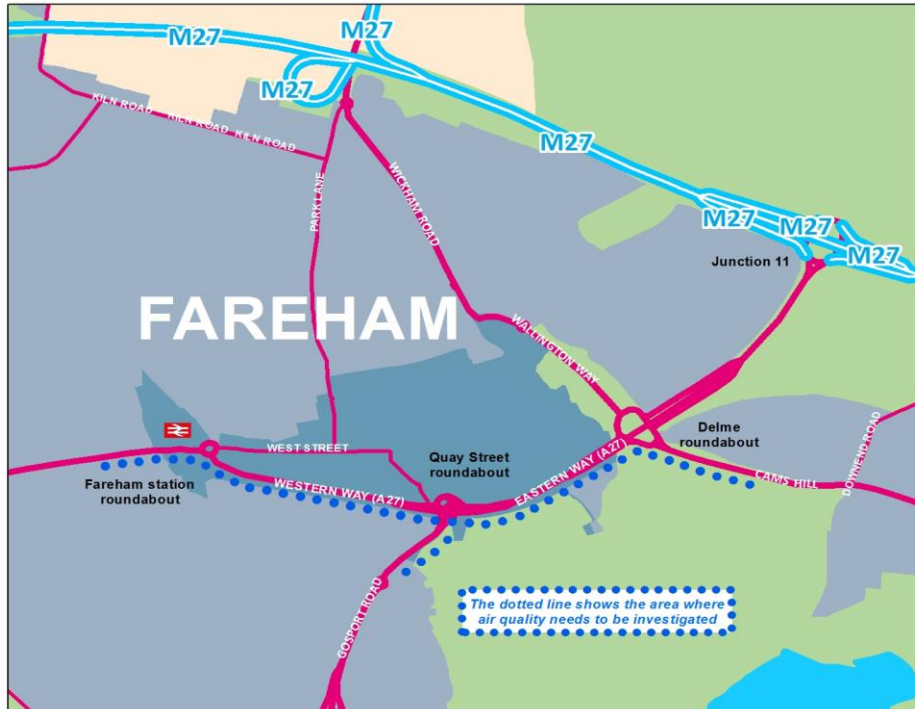 M27
M27
M27
KILN ROAD
KILN ROAD
KILN ROAD
M27
PARK LANE
WICKHAM ROAD
M27
M27
M27
Junction 11
FAREHAM
WALLINGTON WAY
Delme
roundabout
DOWNEND ROAD
WEST STREET
Quay Street
roundabout
EASTERN WAY (A27)
CAMS HILL
Fareham station
roundabout
WESTERN WAY (A27)
GOSPORT ROAD
The dotted line shows the area where
air quality needs to be investigated